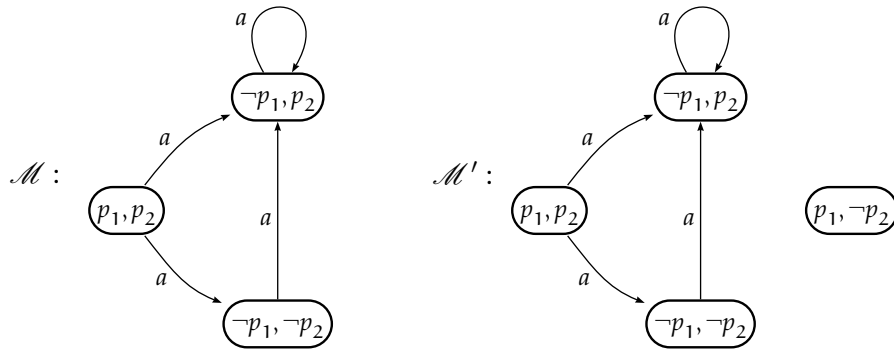 a a
¬p₁, p₂ ¬p₁, p₂
a a
ℳ : ℳ′ :
p₁, p₂ a p₁, p₂ a p₁, ¬p₂
a a
¬p₁, ¬p₂ ¬p₁, ¬p₂